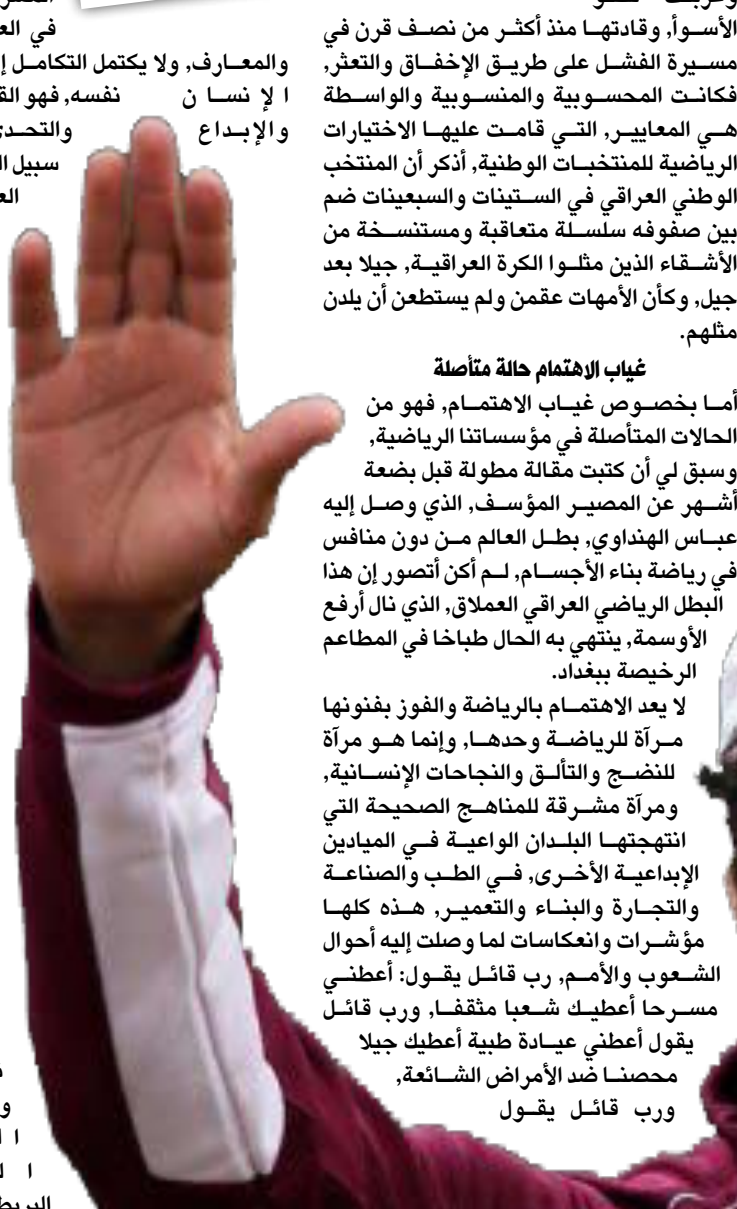 الأسوأ, وقادتها منذ أكثر من نصف قرن في
مسيرة الفشل على طريق الإخفاق والتعثر,
فكانت المحسوبية والمنسوبية والواسطة
هي المعايير, التي قامت عليها الاختيارات
الرياضية للمنتخبات الوطنية, أذكر أن المنتخب
الوطني العراقي في الستينات والسبعينات ضم
بين صفوفه سلسلة متعاقبة ومستنسخة من
الأشقاء الذين مثلوا الكرة العراقية, جيلا بعد
جيل, وكأن الأمهات عقمن ولم يستطعن أن يلدن
مثلهم.
غياب الاهتمام حالة متأصلة
أما بخصوص غياب الاهتمام, فهو من
الحالات المتأصلة في مؤسساتنا الرياضية,
وسبق لي أن كتبت مقالة مطولة قبل بضعة
أشهر عن المصير المؤسف, الذي وصل إليه
عباس الهنداوي, بطل العالم من دون منافس
في رياضة بناء الأجسام, لم أكن أتصور إن هذا
البطل الرياضي العراقي العملاق, الذي نال أرفع
الأوسمة, ينتهي به الحال طباخا في المطاعم
الرخيصة ببغداد.
لا يعد الاهتمام بالرياضة والفوز بفنونها
مرآة للرياضة وحدها, وإنما هو مرآة
للنضج والتألق والنجاحات الإنسانية,
ومرآة مشرقة للمناهج الصحيحة التي
انتهجتها البلدان الواعية في الميادين
الإبداعية الأخرى, في الطب والصناعة
والتجارة والبناء والتعمير, هذه كلها
مؤشرات وانعكاسات لما وصلت إليه أحوال
الشعوب والأمم, رب قائل يقول: أعطني
مسرحا أعطيك شعبا مثقفا, ورب قائل
يقول أعطني عيادة طبية أعطيك جيلا
محصنا ضد الأمراض الشائعة,
ورب قائل يقول
في
والمعارف, ولا يكتمل التكامل
الإنسان نفسه, فهو
والإبداع
سبيل